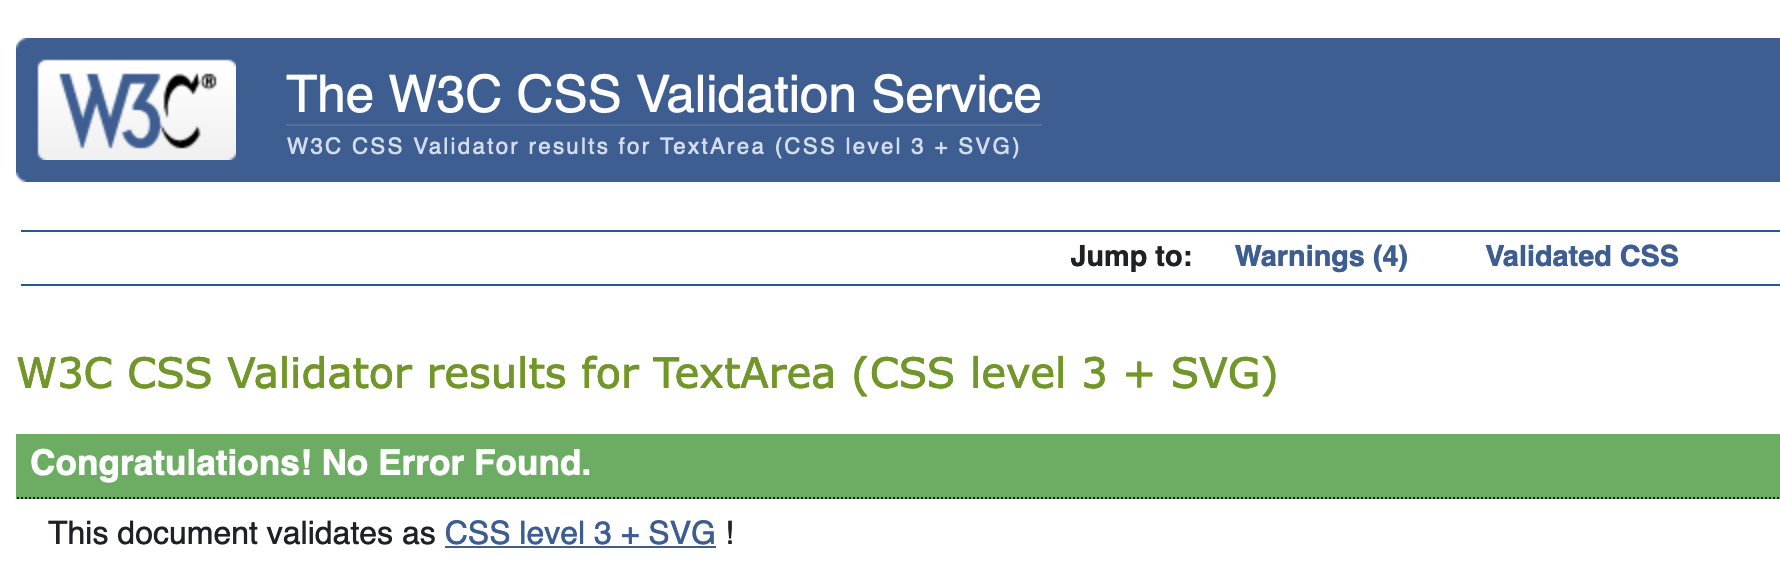 W3C®
The W3C CSS Validation Service
W3C CSS Validator results for TextArea (CSS level 3 + SVG)
Jump to: Warnings (4) Validated CSS
W3C CSS Validator results for TextArea (CSS level 3 + SVG)
Congratulations! No Error Found.
This document validates as CSS level 3 + SVG !